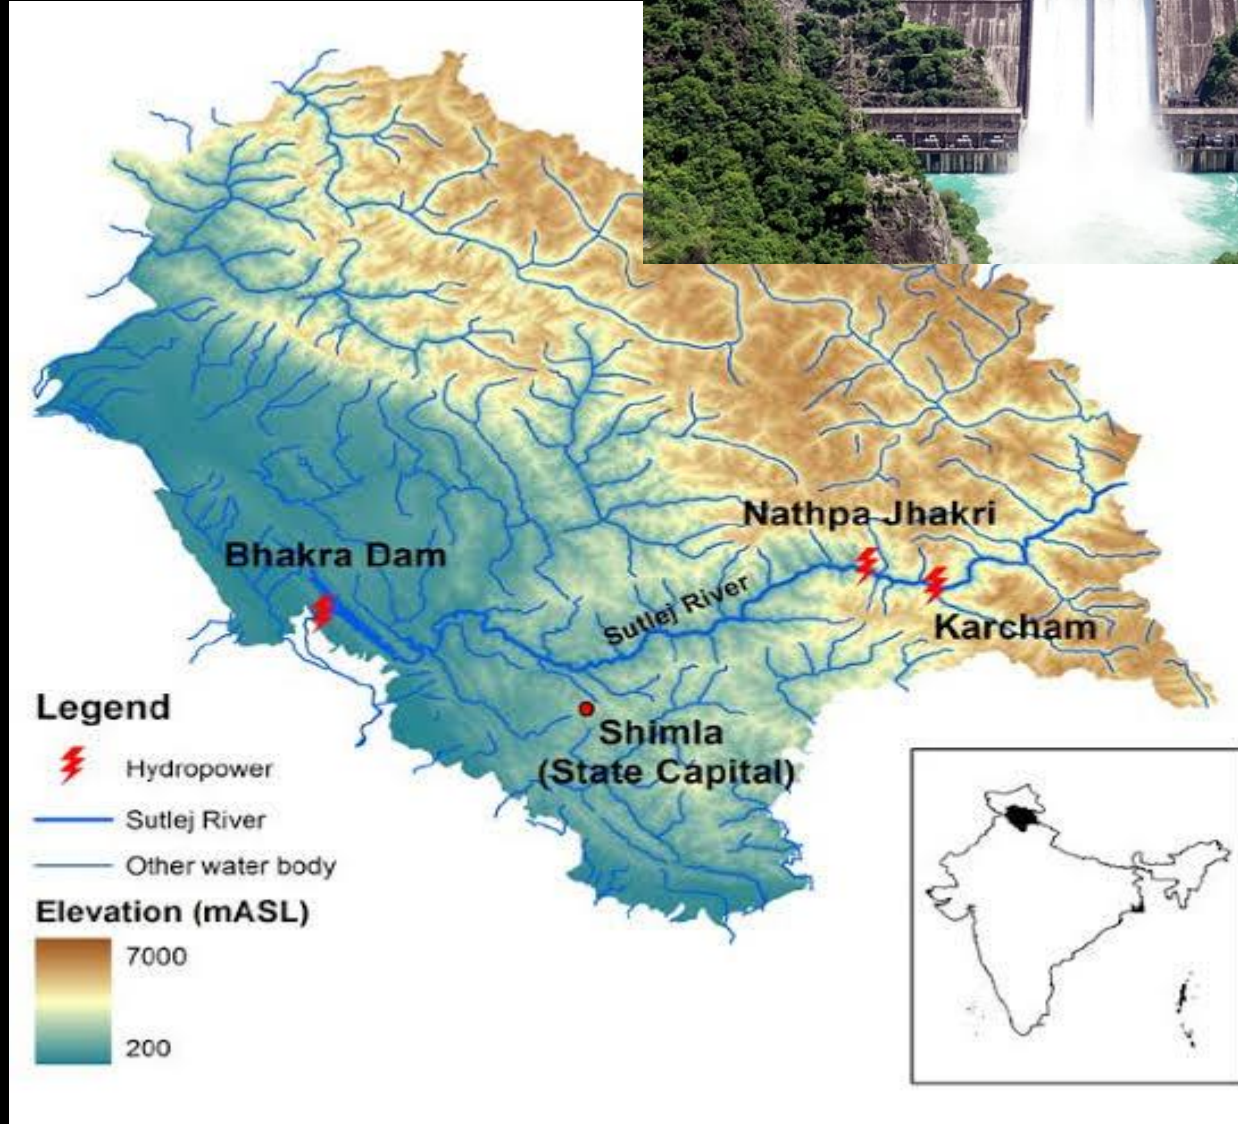 Nathpa Jhakri
Bhakra Dam
Sutlej River
Karcham
Legend
Shimla
(State Capital)
Hydropower
Sutlej River
Other water body
Elevation (mASL)
7000
200